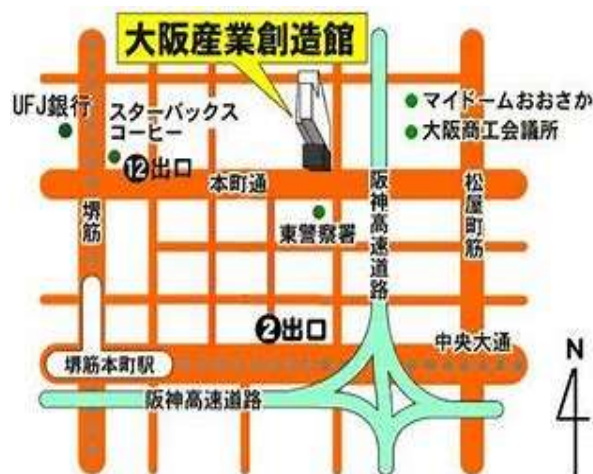 大阪産業創造館
UFJ銀行
スターバックス
コーヒー
⓬出口
マイドームおおさか
大阪商工会議所
本町通
堺筋
東警察署
阪神高速道路
松屋町筋
❷出口
中央大通
堺筋本町駅
阪神高速道路
N